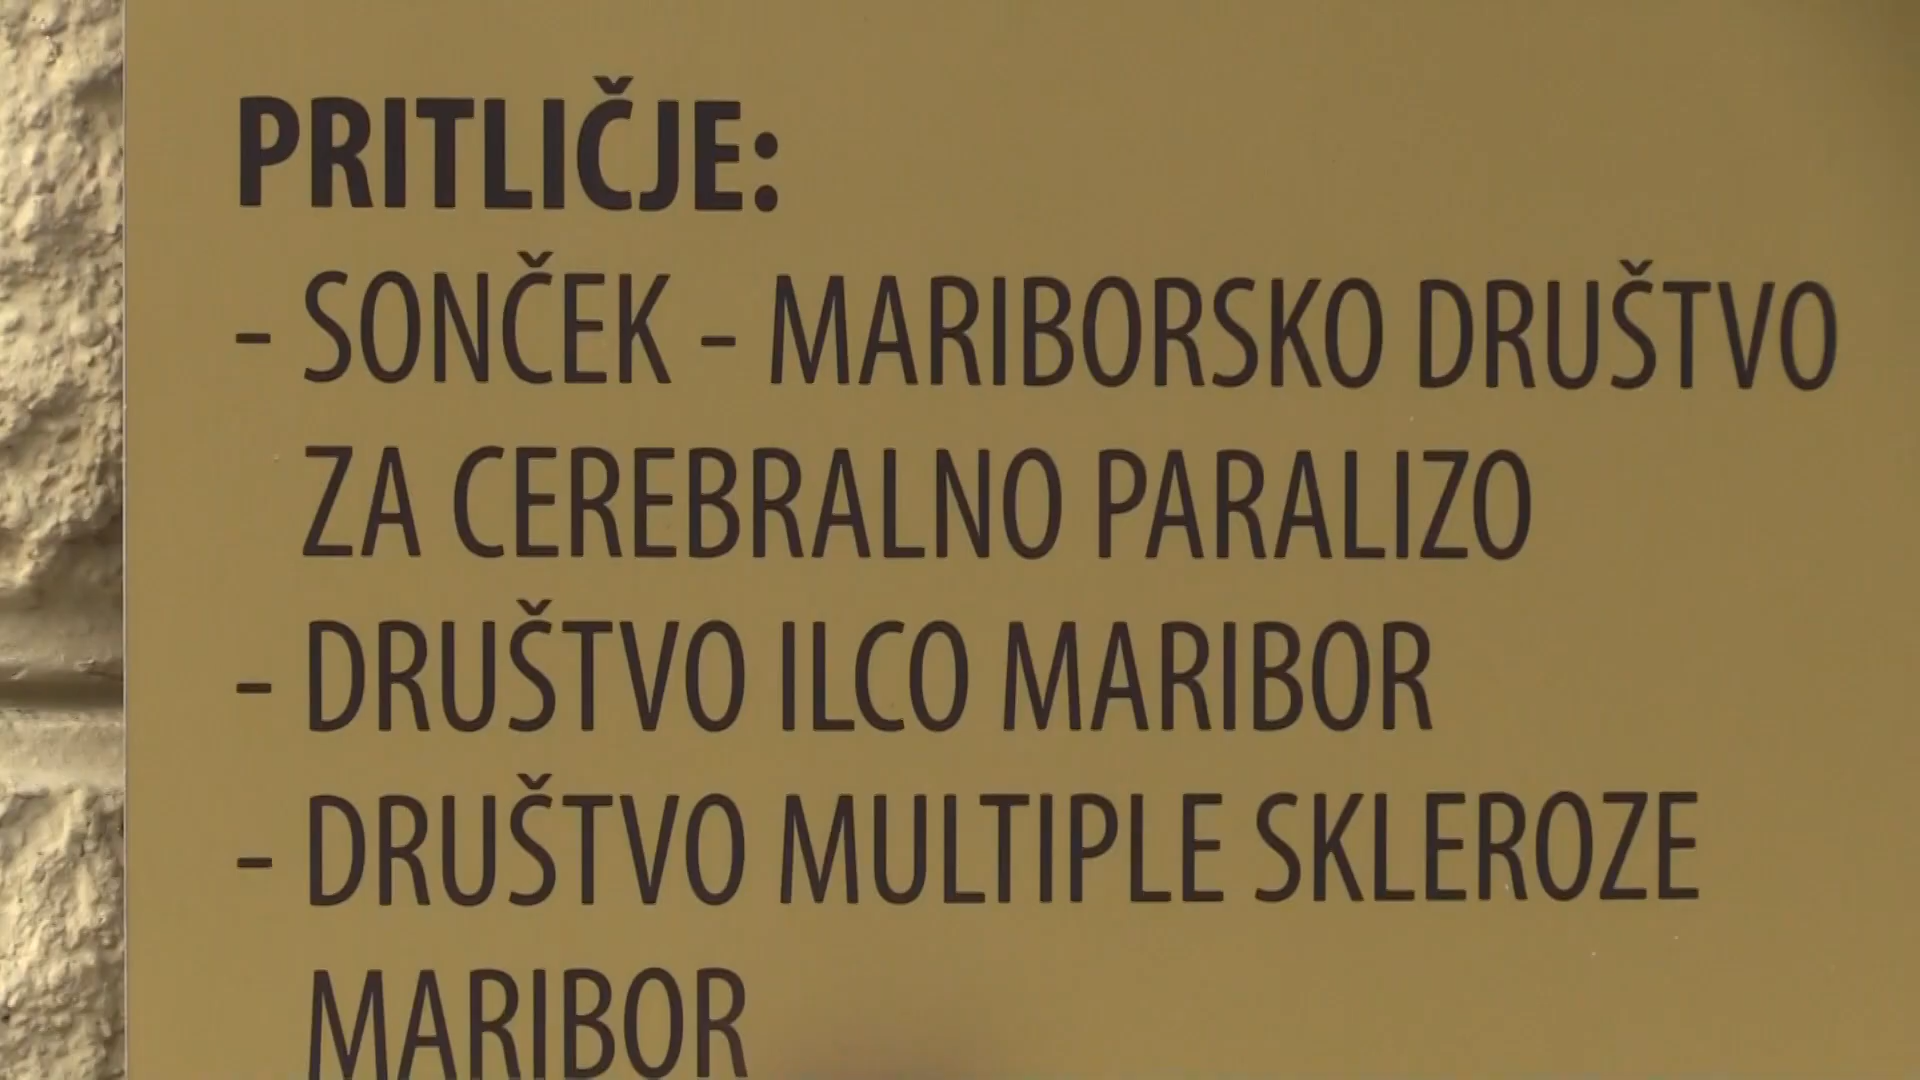 PRITLIČJE:
- SONČEK - MARIBORSKO DRUŠTVO
ZA CEREBRALNO PARALIZO
- DRUŠTVO ILCO MARIBOR
- DRUŠTVO MULTIPLE SKLEROZE
MARIBOR